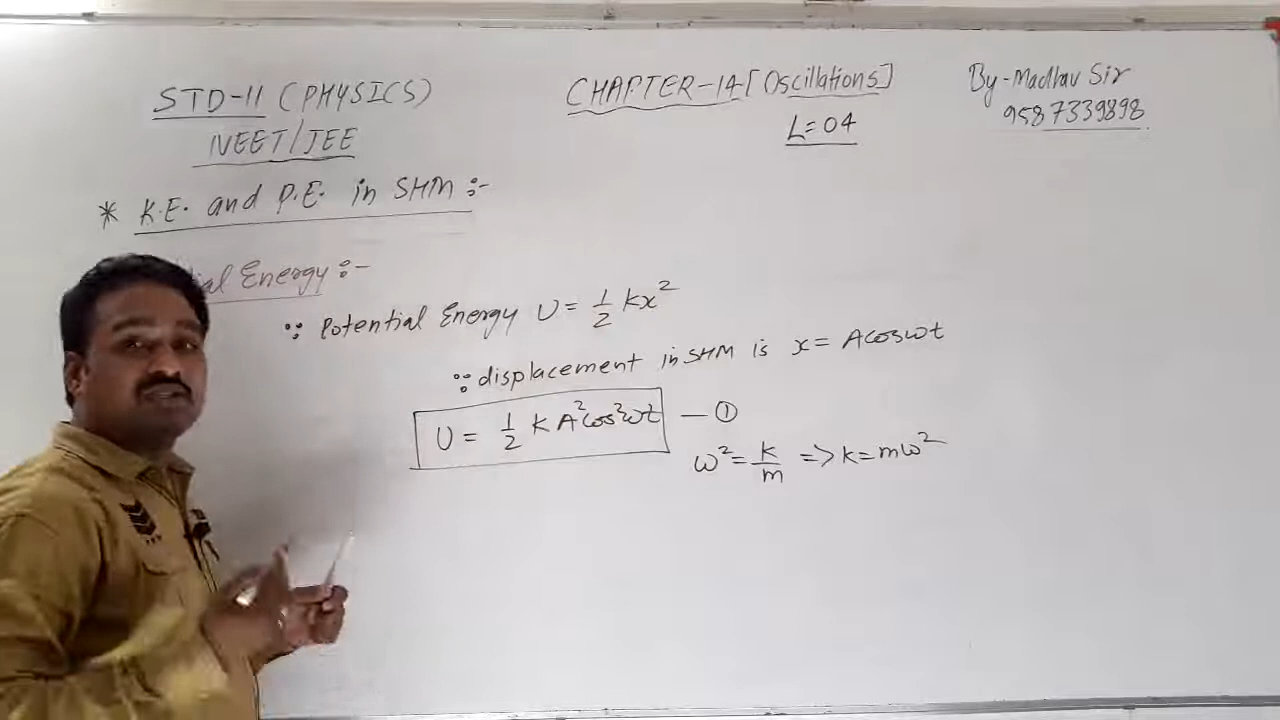 STD-11 (PHYSICS)
NEET/JEE
CHAPTER-14 [Oscillations]
L=04
By-Madhav Sir
9587339898
* K.E. and P.E. in SHM :-
Energy :-
∵ Potential Energy U = 1/2 kx²
∵ displacement in SHM is x = Acosωt
U = 1/2 KA²cos²ωt — ①
ω² = k/m => k=mω²